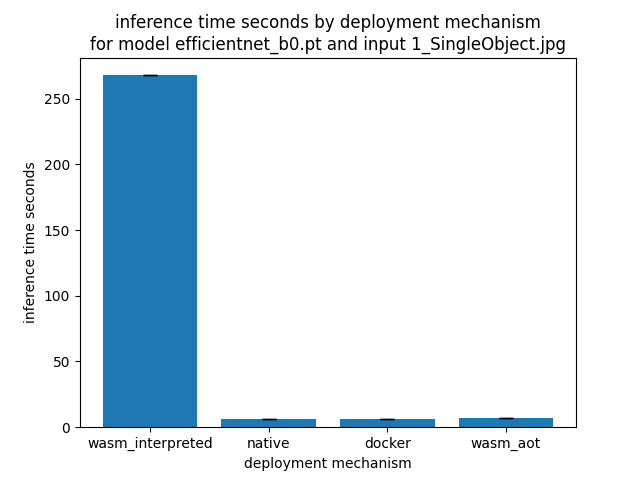 inference time seconds by deployment mechanism
for model efficientnet_b0.pt and input 1_SingleObject.jpg
inference time seconds
250
200
150
100
50
0
wasm_interpreted native docker wasm_aot
deployment mechanism